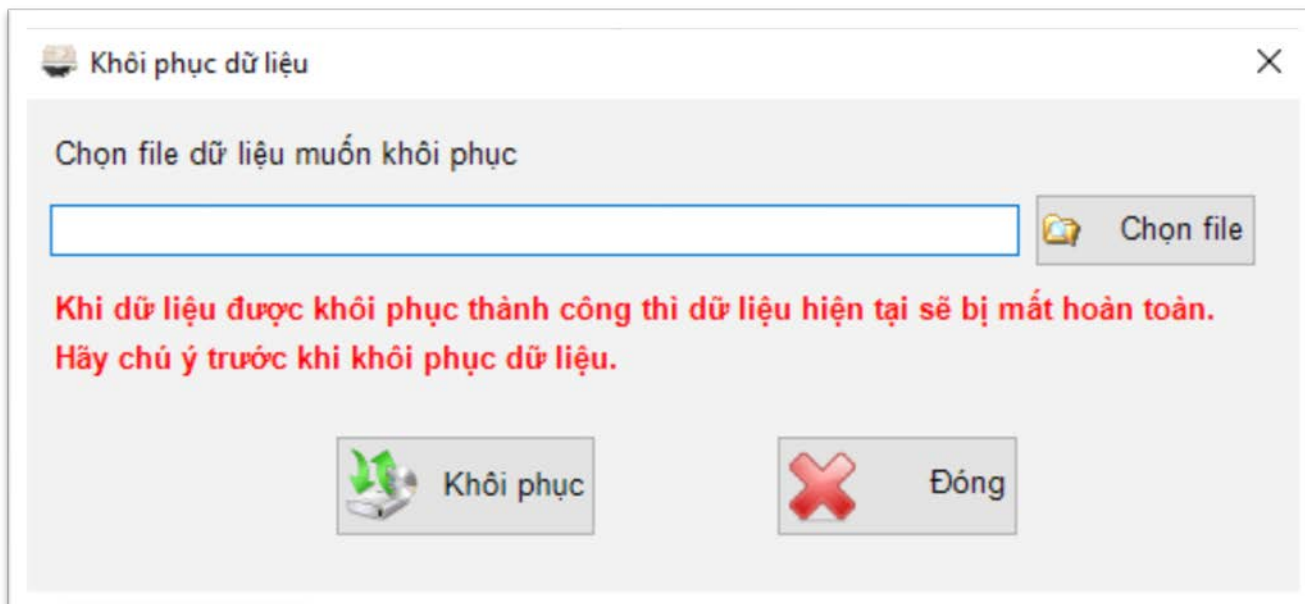 Khôi phục dữ liệu
Chọn file dữ liệu muốn khôi phục
Chọn file
Khi dữ liệu được khôi phục thành công thì dữ liệu hiện tại sẽ bị mất hoàn toàn.
Hãy chú ý trước khi khôi phục dữ liệu.
Khôi phục
Đóng